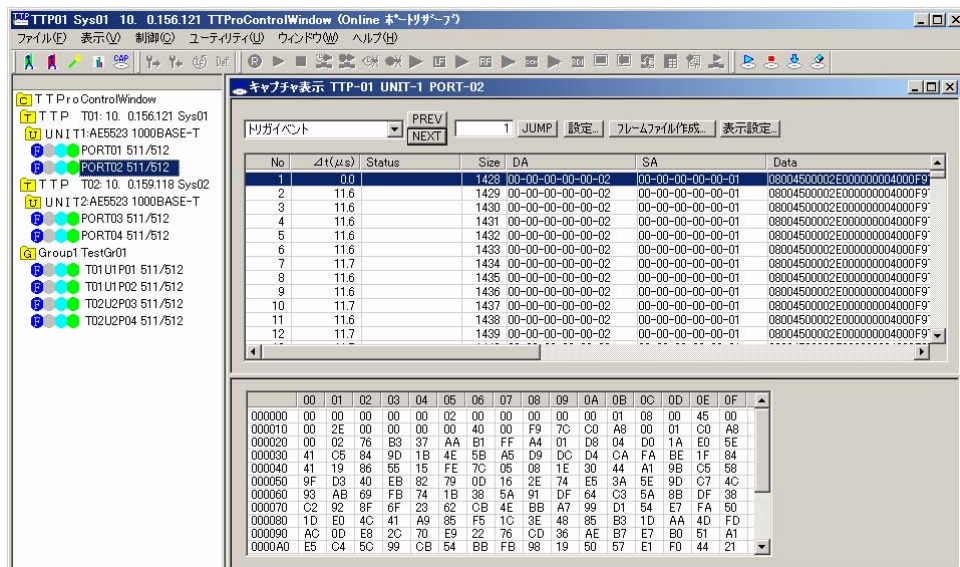 TTP01 Sys01 10. 0.156.121 TTProControlWindow (Online ﾎﾟｰﾄﾘｻﾞｰﾌﾞ)
ファイル(F) 表示(V) 制御(C) ユーティリティ(U) ウィンドウ(W) ヘルプ(H)
CAP
TTProControlWindow
TTP T01: 10. 0.156.121 Sys01
UNIT1:AE5523 1000BASE-T
PORT01 511/512
PORT02 511/512
TTP T02: 10. 0.159.118 Sys02
UNIT2:AE5523 1000BASE-T
PORT03 511/512
PORT04 511/512
Group1 TestGr01
T01U1P01 511/512
T01U1P02 511/512
T02U2P03 511/512
T02U2P04 511/512
キャプチャ表示 TTP-01 UNIT-1 PORT-02
トリガイベント PREV NEXT 1 JUMP 設定... フレームファイル作成... 表示設定...
No Δt(μs) Status Size DA SA Data
1 0.0 1428 00-00-00-00-00-02 00-00-00-00-00-01 08004500002E000000004000F97
2 11.6 1429 00-00-00-00-00-02 00-00-00-00-00-01 08004500002E000000004000F97
3 11.6 1430 00-00-00-00-00-02 00-00-00-00-00-01 08004500002E000000004000F97
4 11.6 1431 00-00-00-00-00-02 00-00-00-00-00-01 08004500002E000000004000F97
5 11.6 1432 00-00-00-00-00-02 00-00-00-00-00-01 08004500002E000000004000F97
6 11.6 1433 00-00-00-00-00-02 00-00-00-00-00-01 08004500002E000000004000F97
7 11.7 1434 00-00-00-00-00-02 00-00-00-00-00-01 08004500002E000000004000F97
8 11.6 1435 00-00-00-00-00-02 00-00-00-00-00-01 08004500002E000000004000F97
9 11.6 1436 00-00-00-00-00-02 00-00-00-00-00-01 08004500002E000000004000F97
10 11.7 1437 00-00-00-00-00-02 00-00-00-00-00-01 08004500002E000000004000F97
11 11.6 1438 00-00-00-00-00-02 00-00-00-00-00-01 08004500002E000000004000F97
12 11.7 1439 00-00-00-00-00-02 00-00-00-00-00-01 08004500002E000000004000F97
00 01 02 03 04 05 06 07 08 09 0A 0B 0C 0D 0E 0F
000000 00 00 00 00 00 02 00 00 00 00 00 01 08 00 45 00
000010 00 2E 00 00 00 00 40 00 F9 7C C0 A8 00 01 C0 A8
000020 00 02 76 B3 37 AA B1 FF A4 01 D8 04 D0 1A E0 5E
000030 41 C5 84 9D 1B 4E 5B A5 D9 DC D4 CA FA BE 1F 84
000040 41 19 86 55 15 FE 7C 05 08 1E 30 44 A1 9B C5 58
000050 9F D3 40 EB 82 79 0D 16 2E 74 E5 3A 5E 9D C7 4C
000060 93 AB 69 FB 74 1B 38 5A 91 DF 64 C3 5A 8B DF 38
000070 C2 92 8F 6F 23 62 CB 4E BB A7 99 D1 54 E7 FA 50
000080 1D E0 4C 41 A9 85 F5 1C 3E 48 85 B3 1D AA 4D FD
000090 AC 0D E8 2C 70 E9 22 76 CD 36 AE B7 E7 B0 51 A1
0000A0 E5 C4 5C 99 CB 54 BB FB 98 19 50 57 E1 F0 44 21